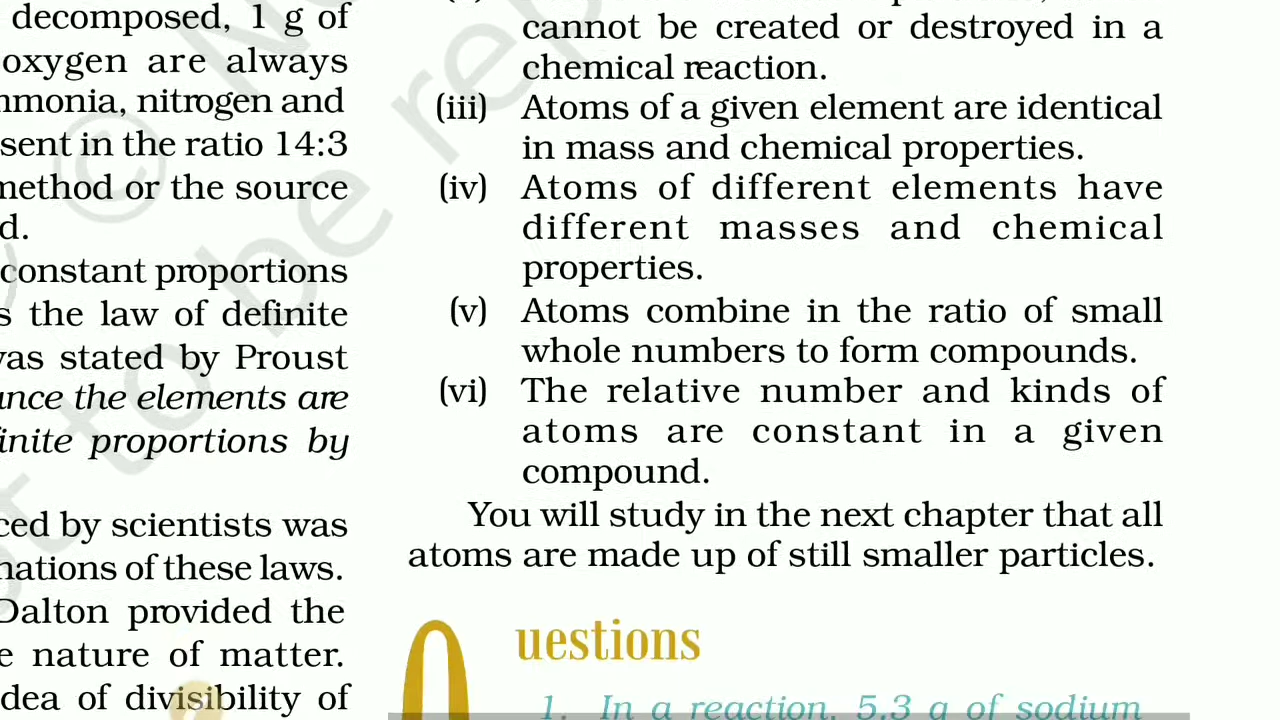 decomposed, 1 g of
oxygen are always
nitrogen and
sent in the ratio 14:3
method or the source
d.
constant proportions
s the law of definite
was stated by Proust
the elements are
proportions by
ced by scientists was
of these laws.
Dalton provided the
e nature of matter.
dea of divisibility of
cannot be created or destroyed in a
chemical reaction.
(iii) Atoms of a given element are identical
in mass and chemical properties.
(iv) Atoms of different elements have
different masses and chemical
properties.
(v) Atoms combine in the ratio of small
whole numbers to form compounds.
(vi) The relative number and kinds of
atoms are constant in a given
compound.
You will study in the next chapter that all
atoms are made up of still smaller particles.
Questions
1. In a reaction, 5.3 g of sodium